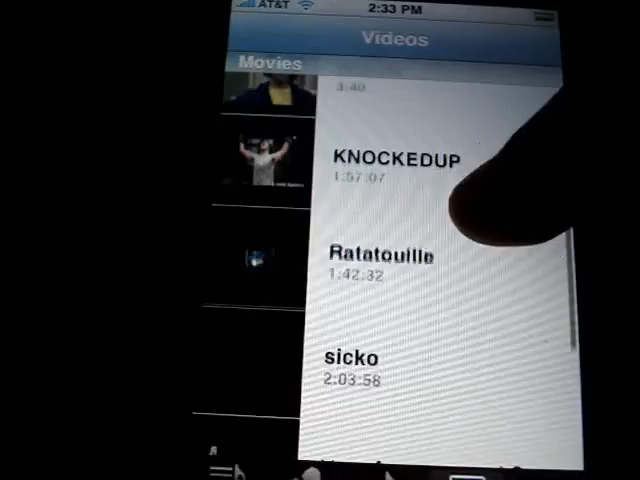 AT&T 2:33 PM
Videos
Movies
3:40
KNOCKEDUP
1:57:07
Ratatouille
1:42:32
sicko
2:03:58